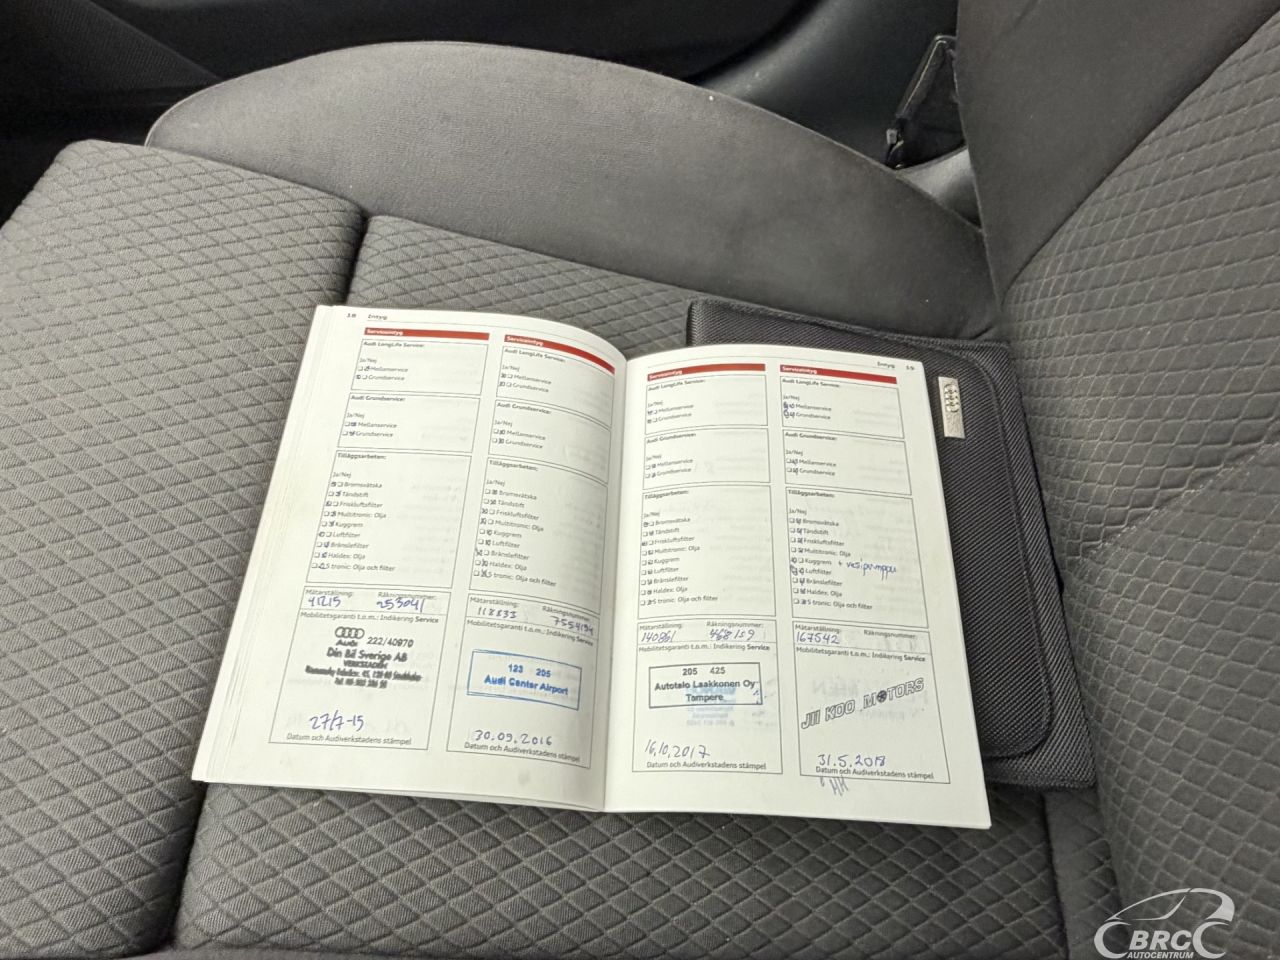 18 Intyg
Serviceintyg
Audi LongLife Service:
Ja/Nej
Mellanservice
Grundservice
Audi Grundservice:
Ja/Nej
Mellanservice
Grundservice
Tilläggsarbeten:
Ja/Nej
Bromsvätska
Tändstift
Friskluftsfilter
Multitronic: Olja
Kuggrem
Luftfilter
Bränslefilter
Haldex: Olja
S tronic: Olja och filter
Mätarställning: Räkningsnummer:
41215 253041
Mobilitetsgaranti t.o.m.: Indikering Service
Audi 222/40970
Din Bil Sverige AB
VERKSTADEN
27/7-15
Datum och Audiverkstadens stämpel
Serviceintyg
Audi LongLife Service:
Ja/Nej
Mellanservice
Grundservice
Audi Grundservice:
Ja/Nej
Mellanservice
Grundservice
Tilläggsarbeten:
Ja/Nej
Bromsvätska
Tändstift
Friskluftsfilter
Multitronic: Olja
Kuggrem
Luftfilter
Bränslefilter
Haldex: Olja
S tronic: Olja och filter
Mätarställning: Räkningsnummer:
118833
Mobilitetsgaranti t.o.m.: Indikering Service
123 205
Audi Center Airport
30.09.2016
Datum och Audiverkstadens stämpel
Intyg 19
Serviceintyg
Audi LongLife Service:
Ja/Nej
Mellanservice
Grundservice
Audi Grundservice:
Ja/Nej
Mellanservice
Grundservice
Tilläggsarbeten:
Ja/Nej
Bromsvätska
Tändstift
Friskluftsfilter
Multitronic: Olja
Kuggrem
Luftfilter
Bränslefilter
Haldex: Olja
S tronic: Olja och filter
Mätarställning: Räkningsnummer:
140861 468159
Mobilitetsgaranti t.o.m.: Indikering Service
205 425
Autotalo Laakkonen Oy
Tampere
16.10.2017
Datum och Audiverkstadens stämpel
Serviceintyg
Audi LongLife Service:
Ja/Nej
Mellanservice
Grundservice
Audi Grundservice:
Ja/Nej
Mellanservice
Grundservice
Tilläggsarbeten:
Ja/Nej
Bromsvätska
Tändstift
Friskluftsfilter
Multitronic: Olja
Kuggrem + vesipumppu
Luftfilter
Bränslefilter
Haldex: Olja
S tronic: Olja och filter
Mätarställning: Räkningsnummer:
167542
Mobilitetsgaranti t.o.m.: Indikering Service
JII KOO MOTORS
31.5.2018
Datum och Audiverkstadens stämpel
BRC
AUTOCENTRUM